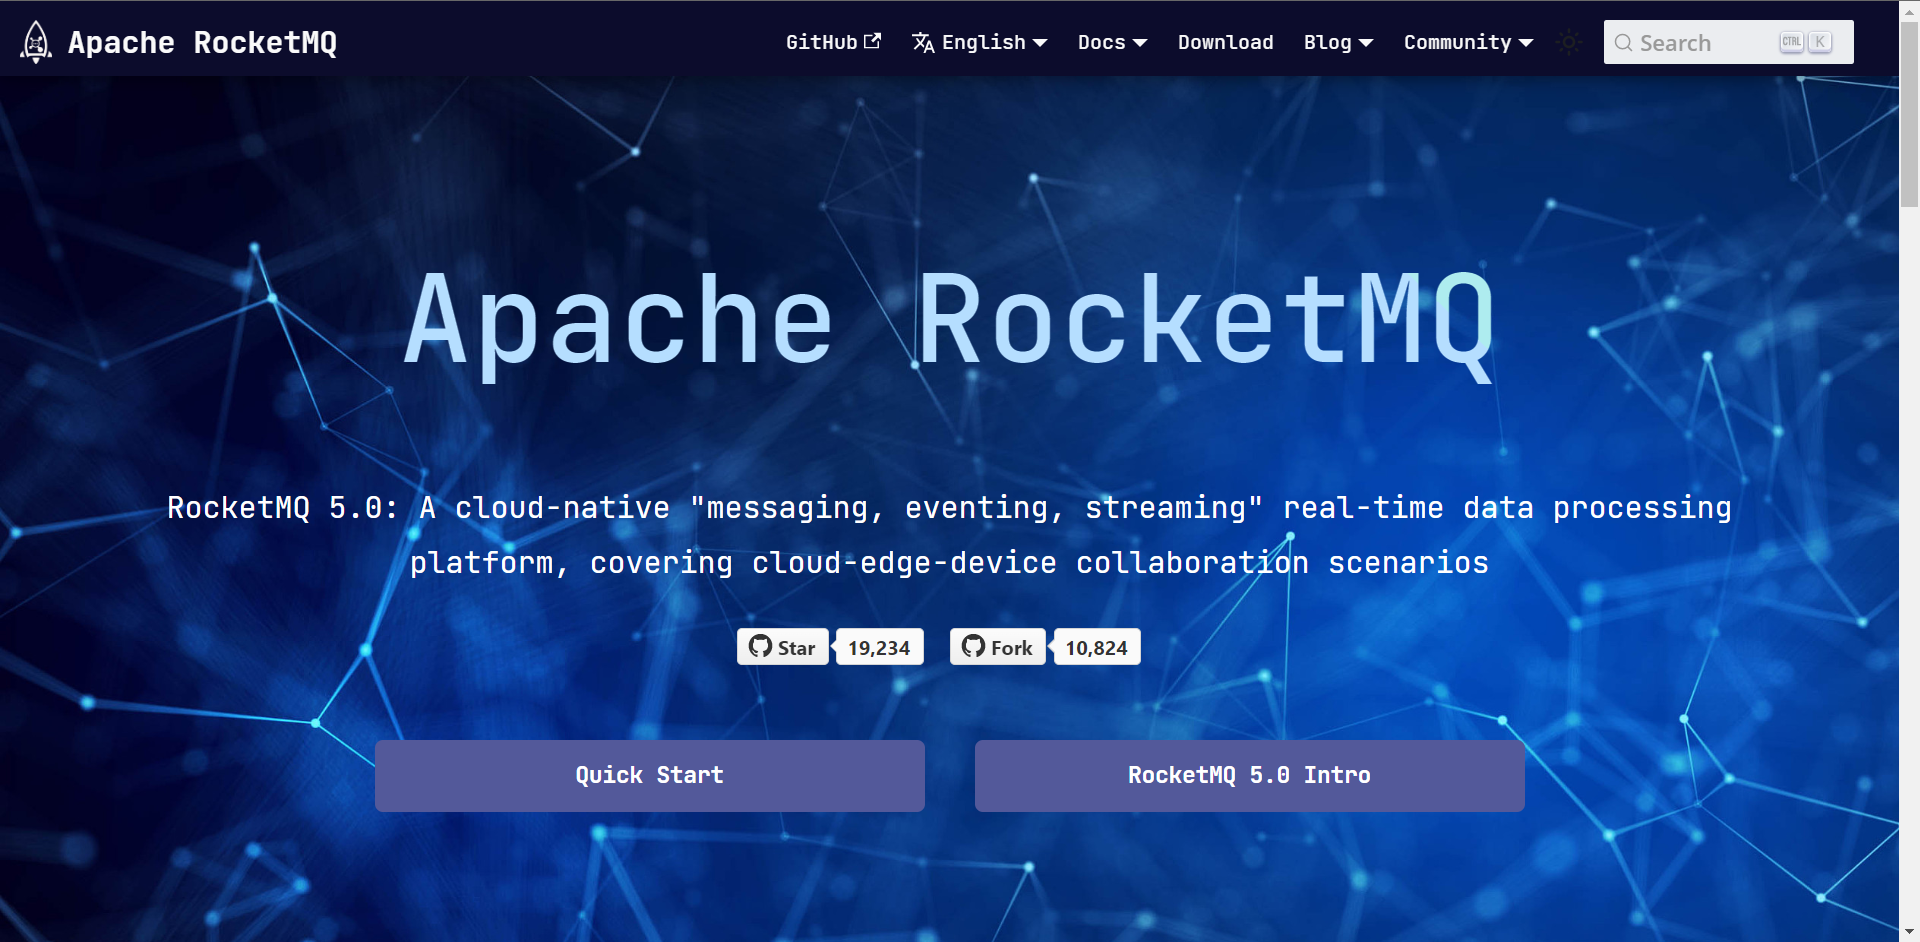 Apache RocketMQ
GitHub English Docs Download Blog Community Search CTRL K
Apache RocketMQ
RocketMQ 5.0: A cloud-native "messaging, eventing, streaming" real-time data processing
platform, covering cloud-edge-device collaboration scenarios
Star 19,234 Fork 10,824
Quick Start RocketMQ 5.0 Intro